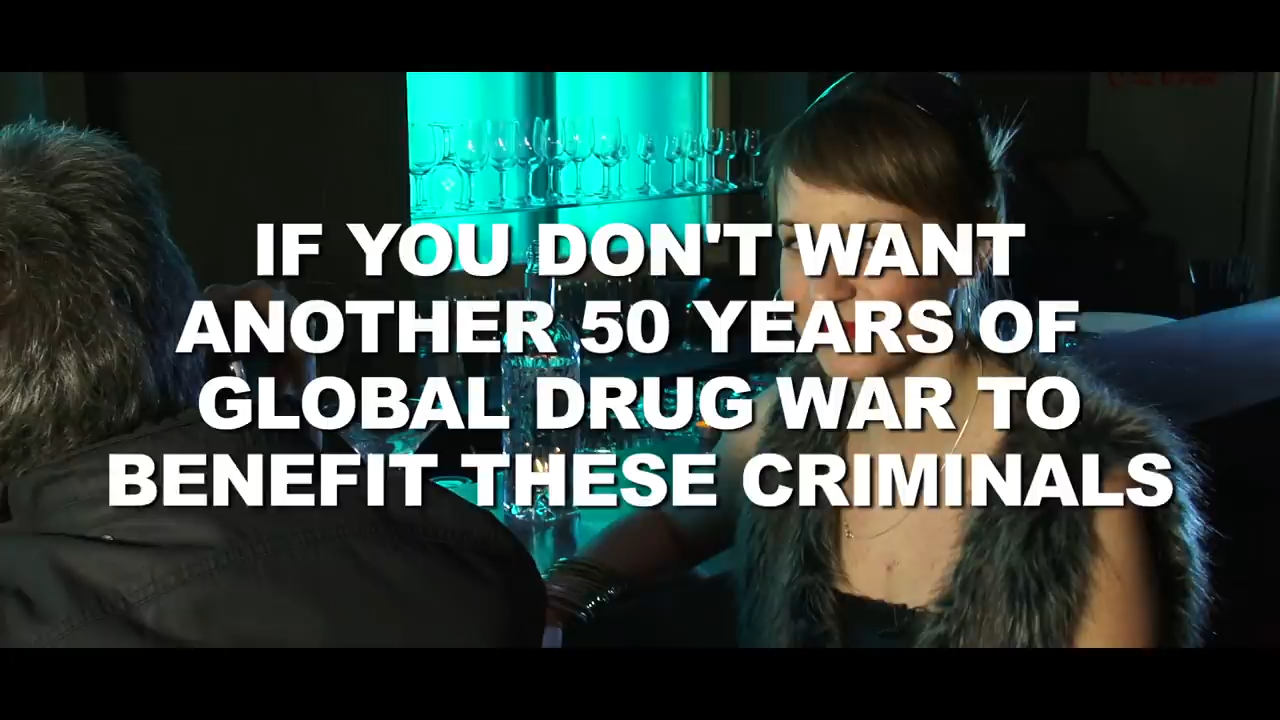 IF YOU DON'T WANT
ANOTHER 50 YEARS OF
GLOBAL DRUG WAR TO
BENEFIT THESE CRIMINALS